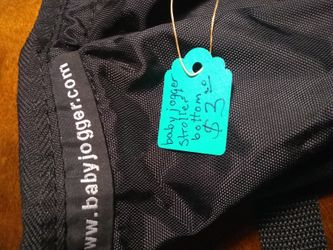 www.babyjogger.com
baby jogger
stroller
bottom
$3.00